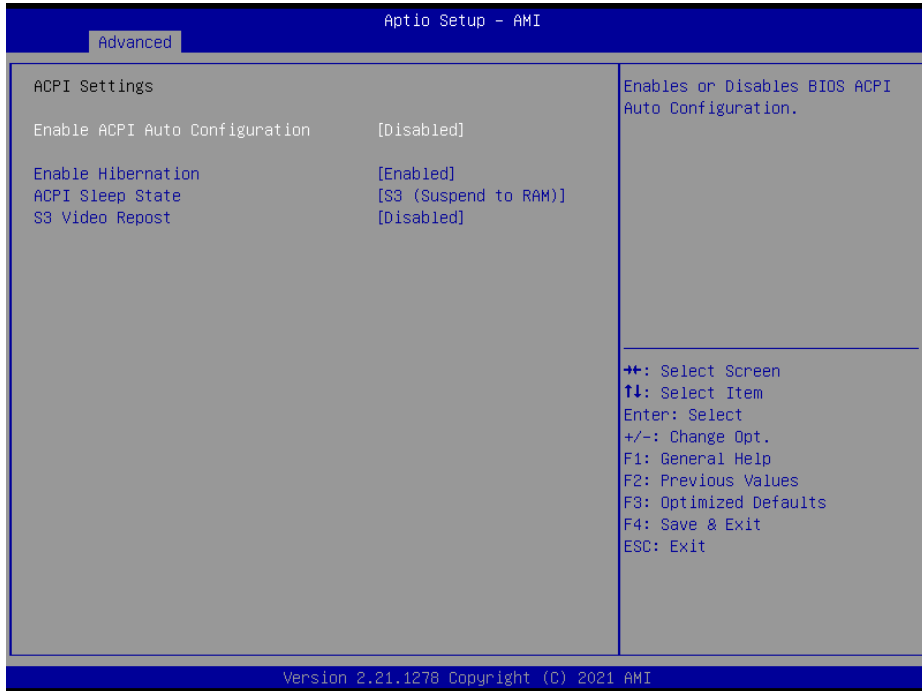 Aptio Setup – AMI
Advanced
ACPI Settings
Enable ACPI Auto Configuration [Disabled]
Enable Hibernation [Enabled]
ACPI Sleep State [S3 (Suspend to RAM)]
S3 Video Repost [Disabled]
Enables or Disables BIOS ACPI
Auto Configuration.
→←: Select Screen
↑↓: Select Item
Enter: Select
+/-: Change Opt.
F1: General Help
F2: Previous Values
F3: Optimized Defaults
F4: Save & Exit
ESC: Exit
Version 2.21.1278 Copyright (C) 2021 AMI